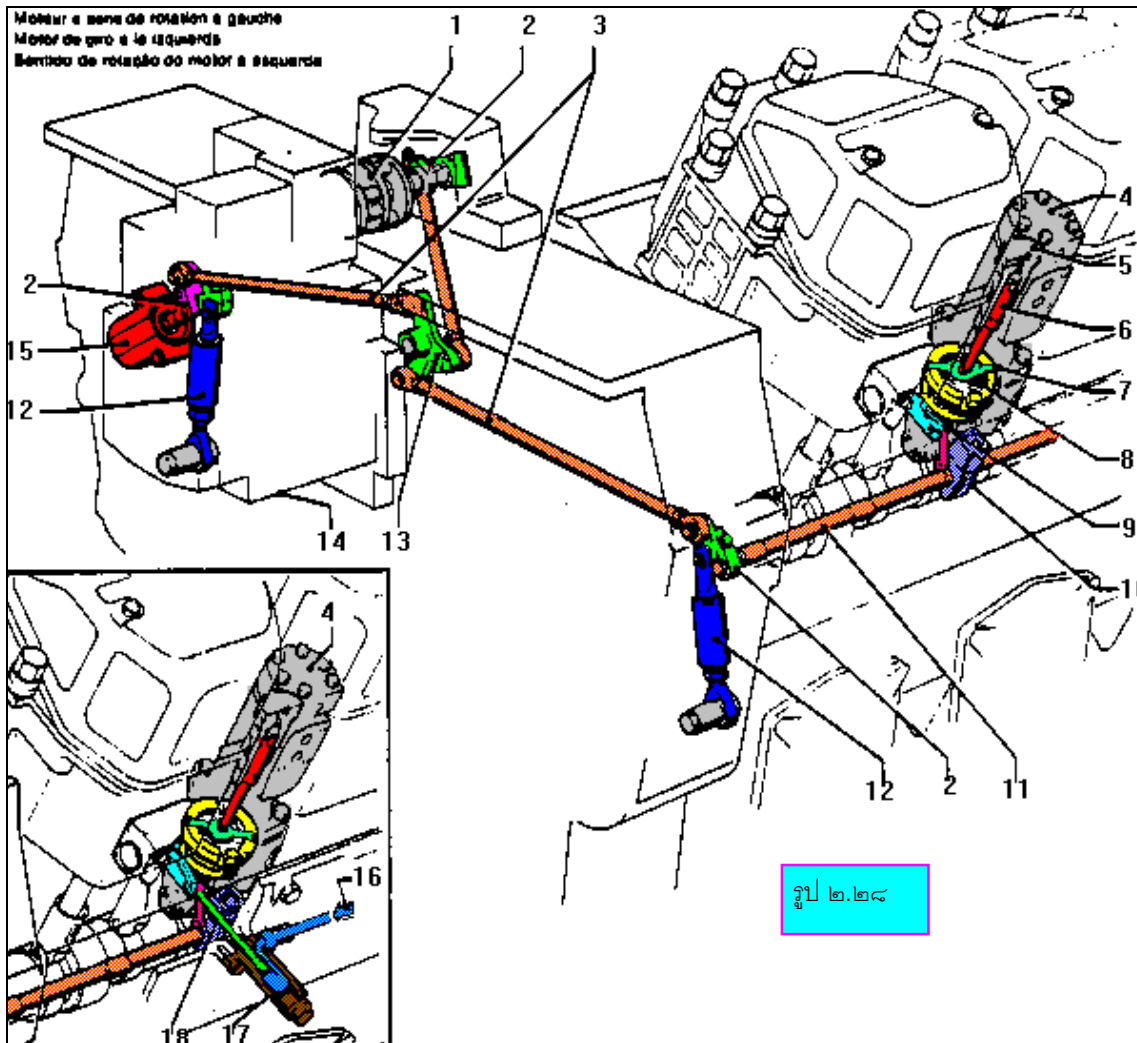 Moteur a sens de rotation a gauche
Motor de giro a la izquierda
Sentido de rotação do motor a esquerda
1 2 3
4
5
2
6
15
7
12
8
9
14 13
10
4
12 2 11
16
รูป ๒.๒๘
18 17